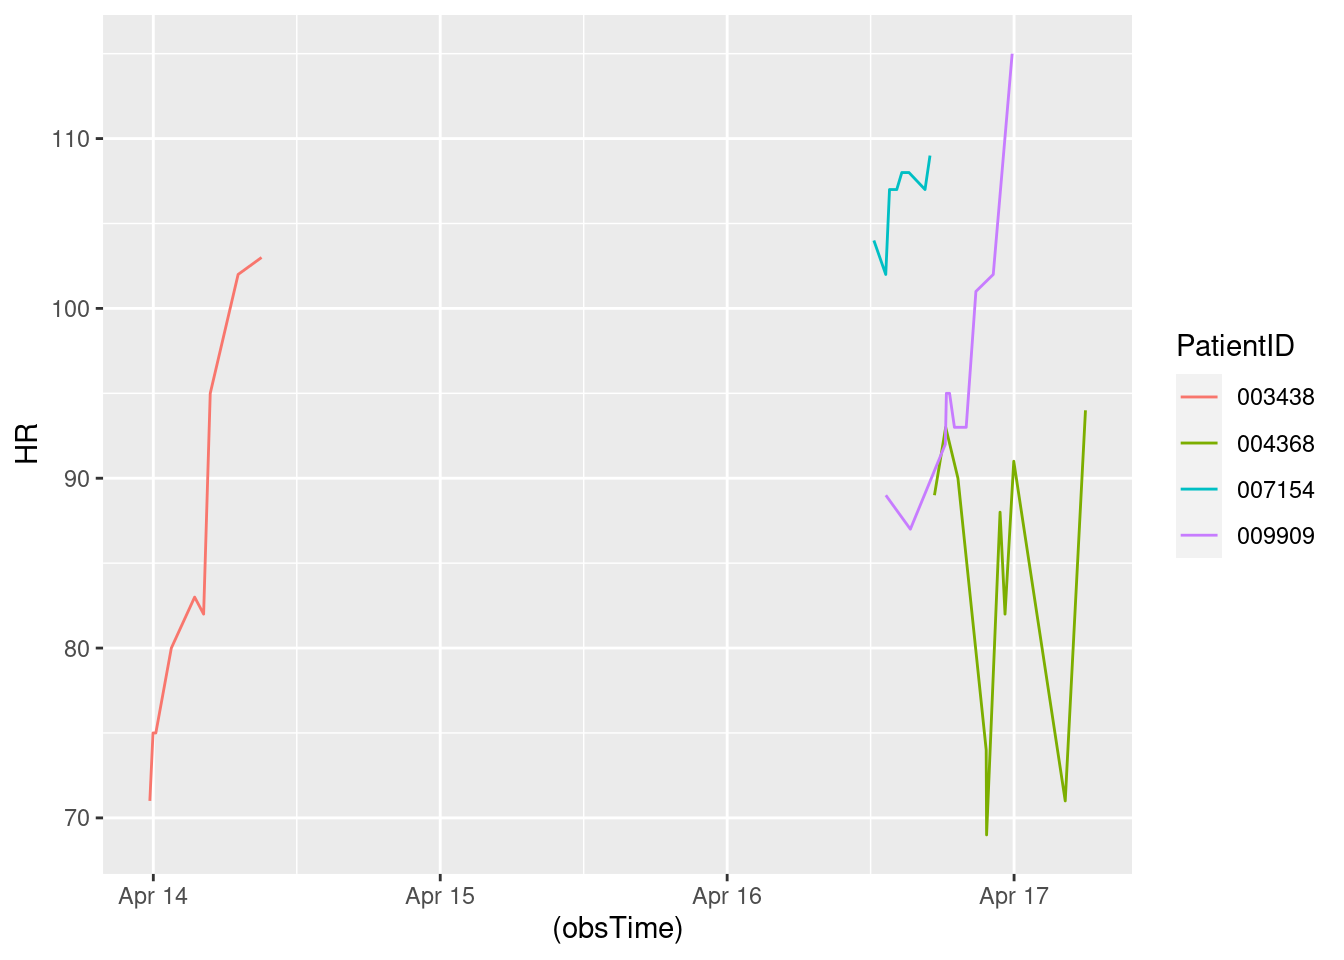 110
100
90
80
70
HR
Apr 14
Apr 15
Apr 16
Apr 17
(obsTime)
PatientID
003438
004368
007154
009909